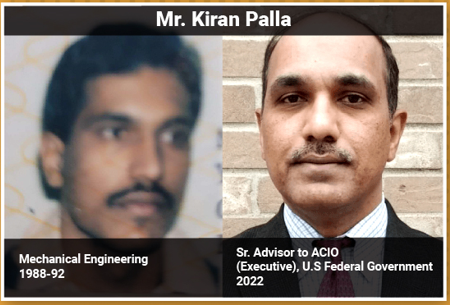 Mr. Kiran Palla
Mechanical Engineering
1988-92
Sr. Advisor to ACIO
(Executive), U.S Federal Government
2022